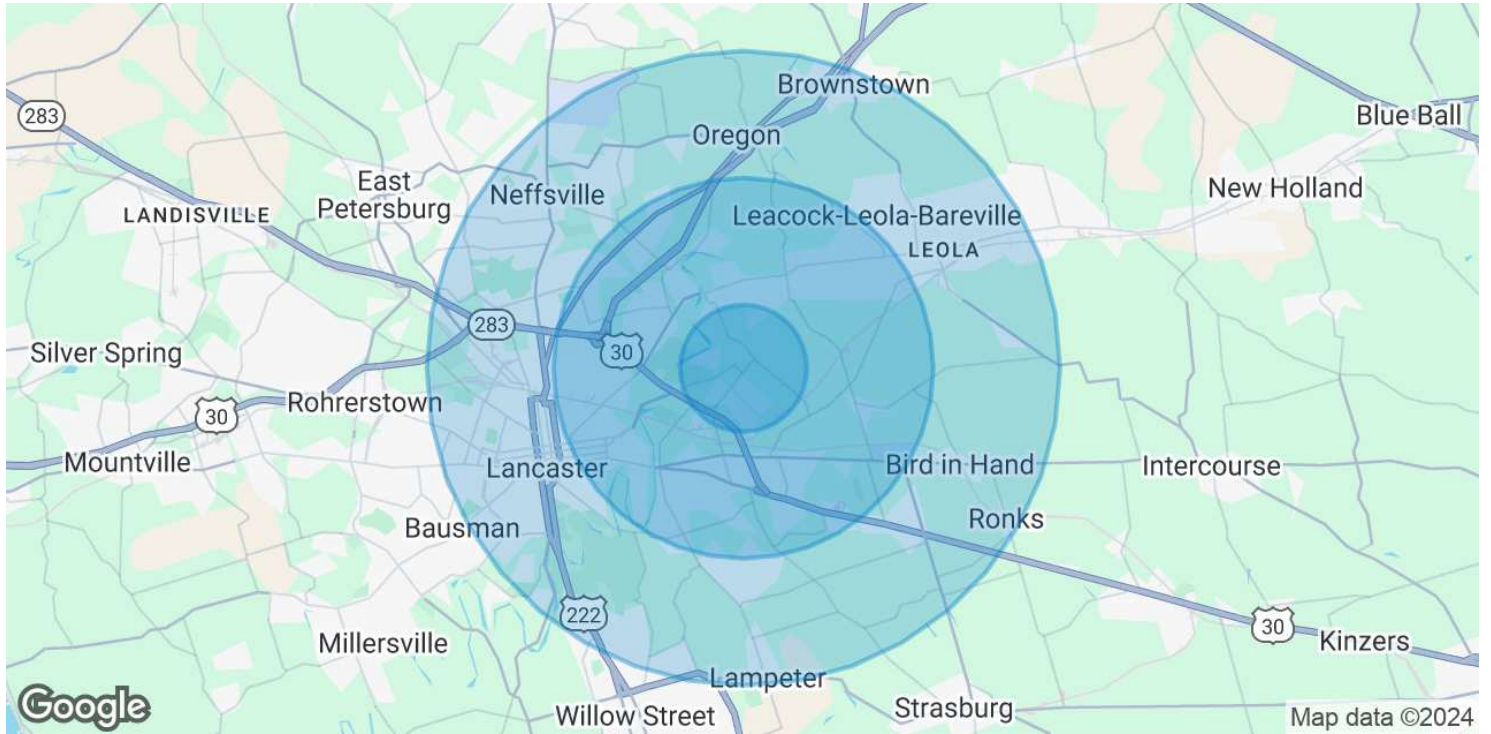 Brownstown
283
Blue Ball
Oregon
East
Petersburg
Neffsville
New Holland
LANDISVILLE
Leacock-Leola-Bareville
LEOLA
283
30
Silver Spring
Rohrerstown
30
Mountville
Lancaster
Bird in Hand
Intercourse
Bausman
Ronks
222
30
Millersville
Kinzers
Lampeter
Willow Street
Strasburg
Google
Map data ©2024